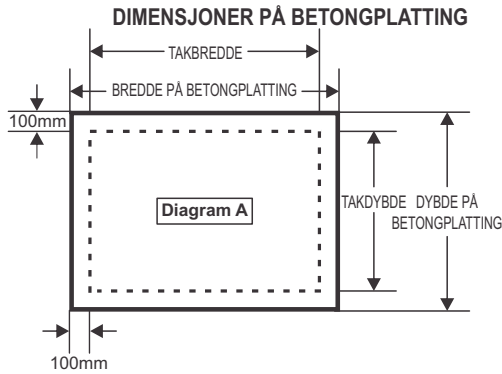 DIMENSJONER PÅ BETONGPLATTING
TAKBREDDE
BREDDE PÅ BETONGPLATTING
100mm
Diagram A
TAKDYBDE
DYBDE PÅ
BETONGPLATTING
100mm